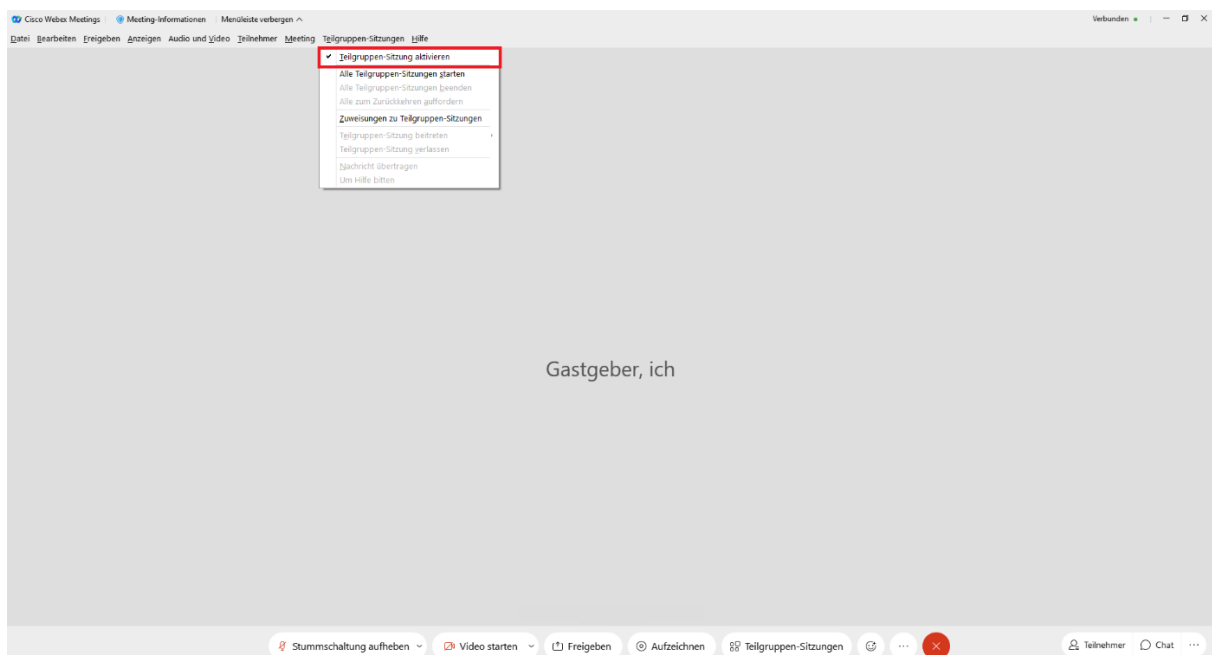 Cisco Webex Meetings Meeting-Informationen Menüleiste verbergen Verbunden
Datei Bearbeiten Freigeben Anzeigen Audio und Video Teilnehmer Meeting Teilgruppen-Sitzungen Hilfe
Teilgruppen-Sitzung aktivieren
Alle Teilgruppen-Sitzungen starten
Alle Teilgruppen-Sitzungen beenden
Alle zum Zurückkehren auffordern
Zuweisungen zu Teilgruppen-Sitzungen
Teilgruppen-Sitzung beitreten
Teilgruppen-Sitzung verlassen
Nachricht übertragen
Um Hilfe bitten
Gastgeber, ich
Stummschaltung aufheben Video starten Freigeben Aufzeichnen Teilgruppen-Sitzungen Teilnehmer Chat